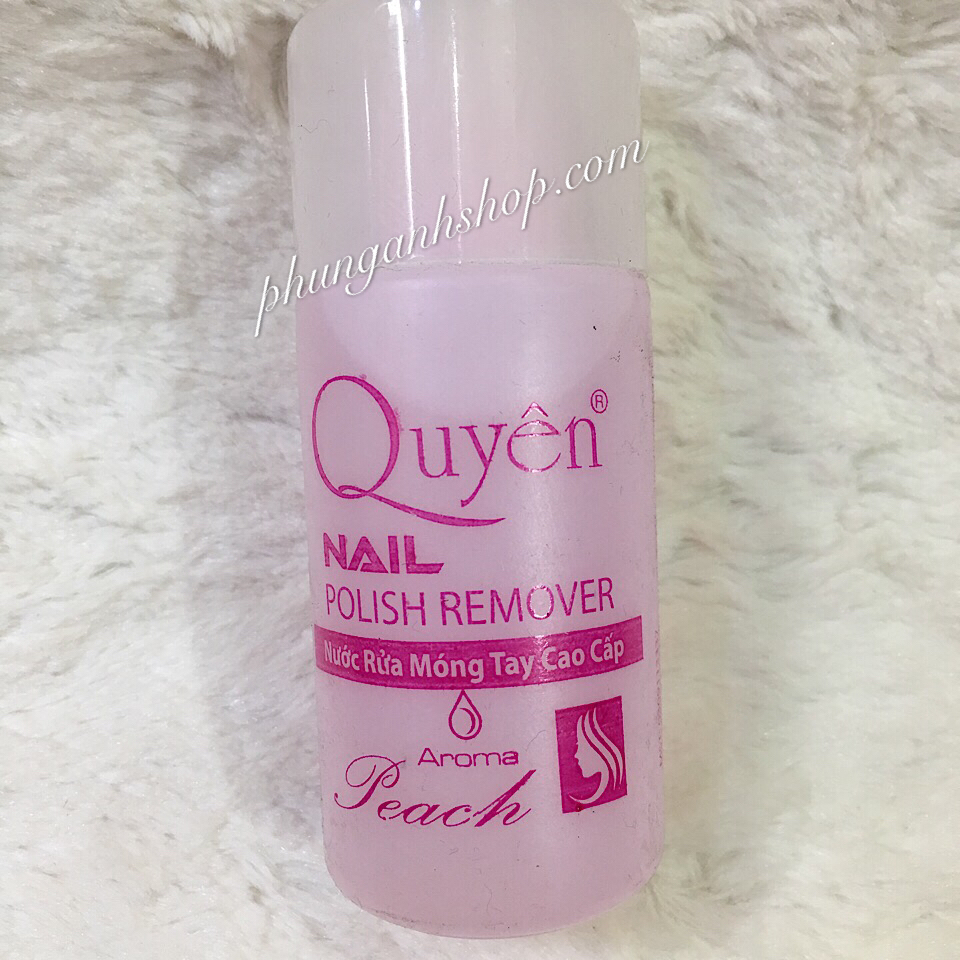 phunganhshop.com
Quyên®
NAIL
POLISH REMOVER
Nước Rửa Móng Tay Cao Cấp
Aroma
Peach